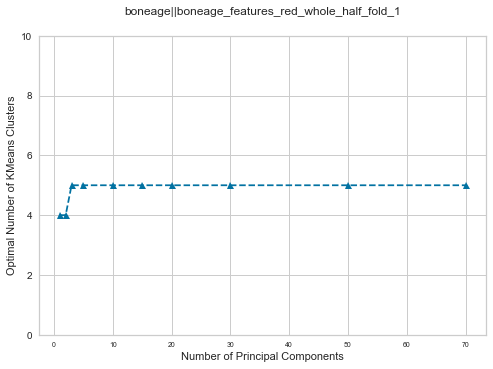 boneage||boneage_features_red_whole_half_fold_1
Optimal Number of KMeans Clusters
10
8
6
4
2
0
0 10 20 30 40 50 60 70
Number of Principal Components